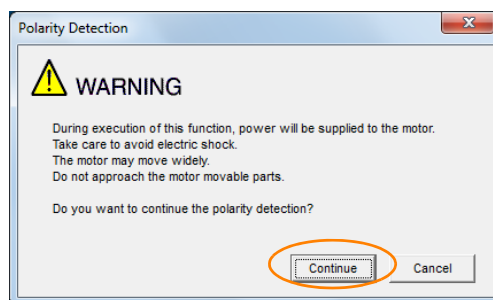 Polarity Detection
WARNING
During execution of this function, power will be supplied to the motor.
Take care to avoid electric shock.
The motor may move widely.
Do not approach the motor movable parts.
Do you want to continue the polarity detection?
Continue
Cancel